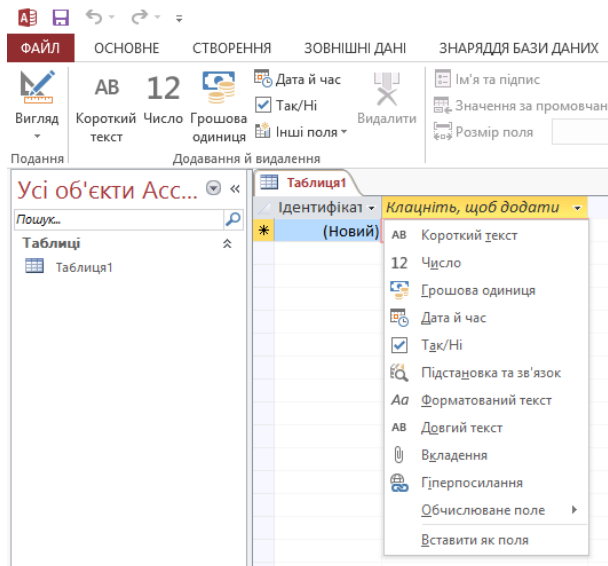 ФАЙЛ ОСНОВНЕ СТВОРЕННЯ ЗОВНІШНІ ДАНІ ЗНАРЯДДЯ БАЗИ ДАНИХ
Вигляд
AB Короткий текст
12 Число
Грошова одиниця
Дата й час
Так/Ні
Інші поля
Видалити
Ім'я та підпис
Значення за промовчан
Розмір поля
Подання
Додавання й видалення
Усі об'єкти Acc...
Пошук...
Таблиці
Таблиця1
Таблиця1
Ідентифікат Клацніть, щоб додати
(Новий)
AB Короткий текст
12 Число
Грошова одиниця
Дата й час
Так/Ні
Підстановка та зв'язок
Aa Форматований текст
AB Довгий текст
Вкладення
Гіперпосилання
Обчислюване поле
Вставити як поля